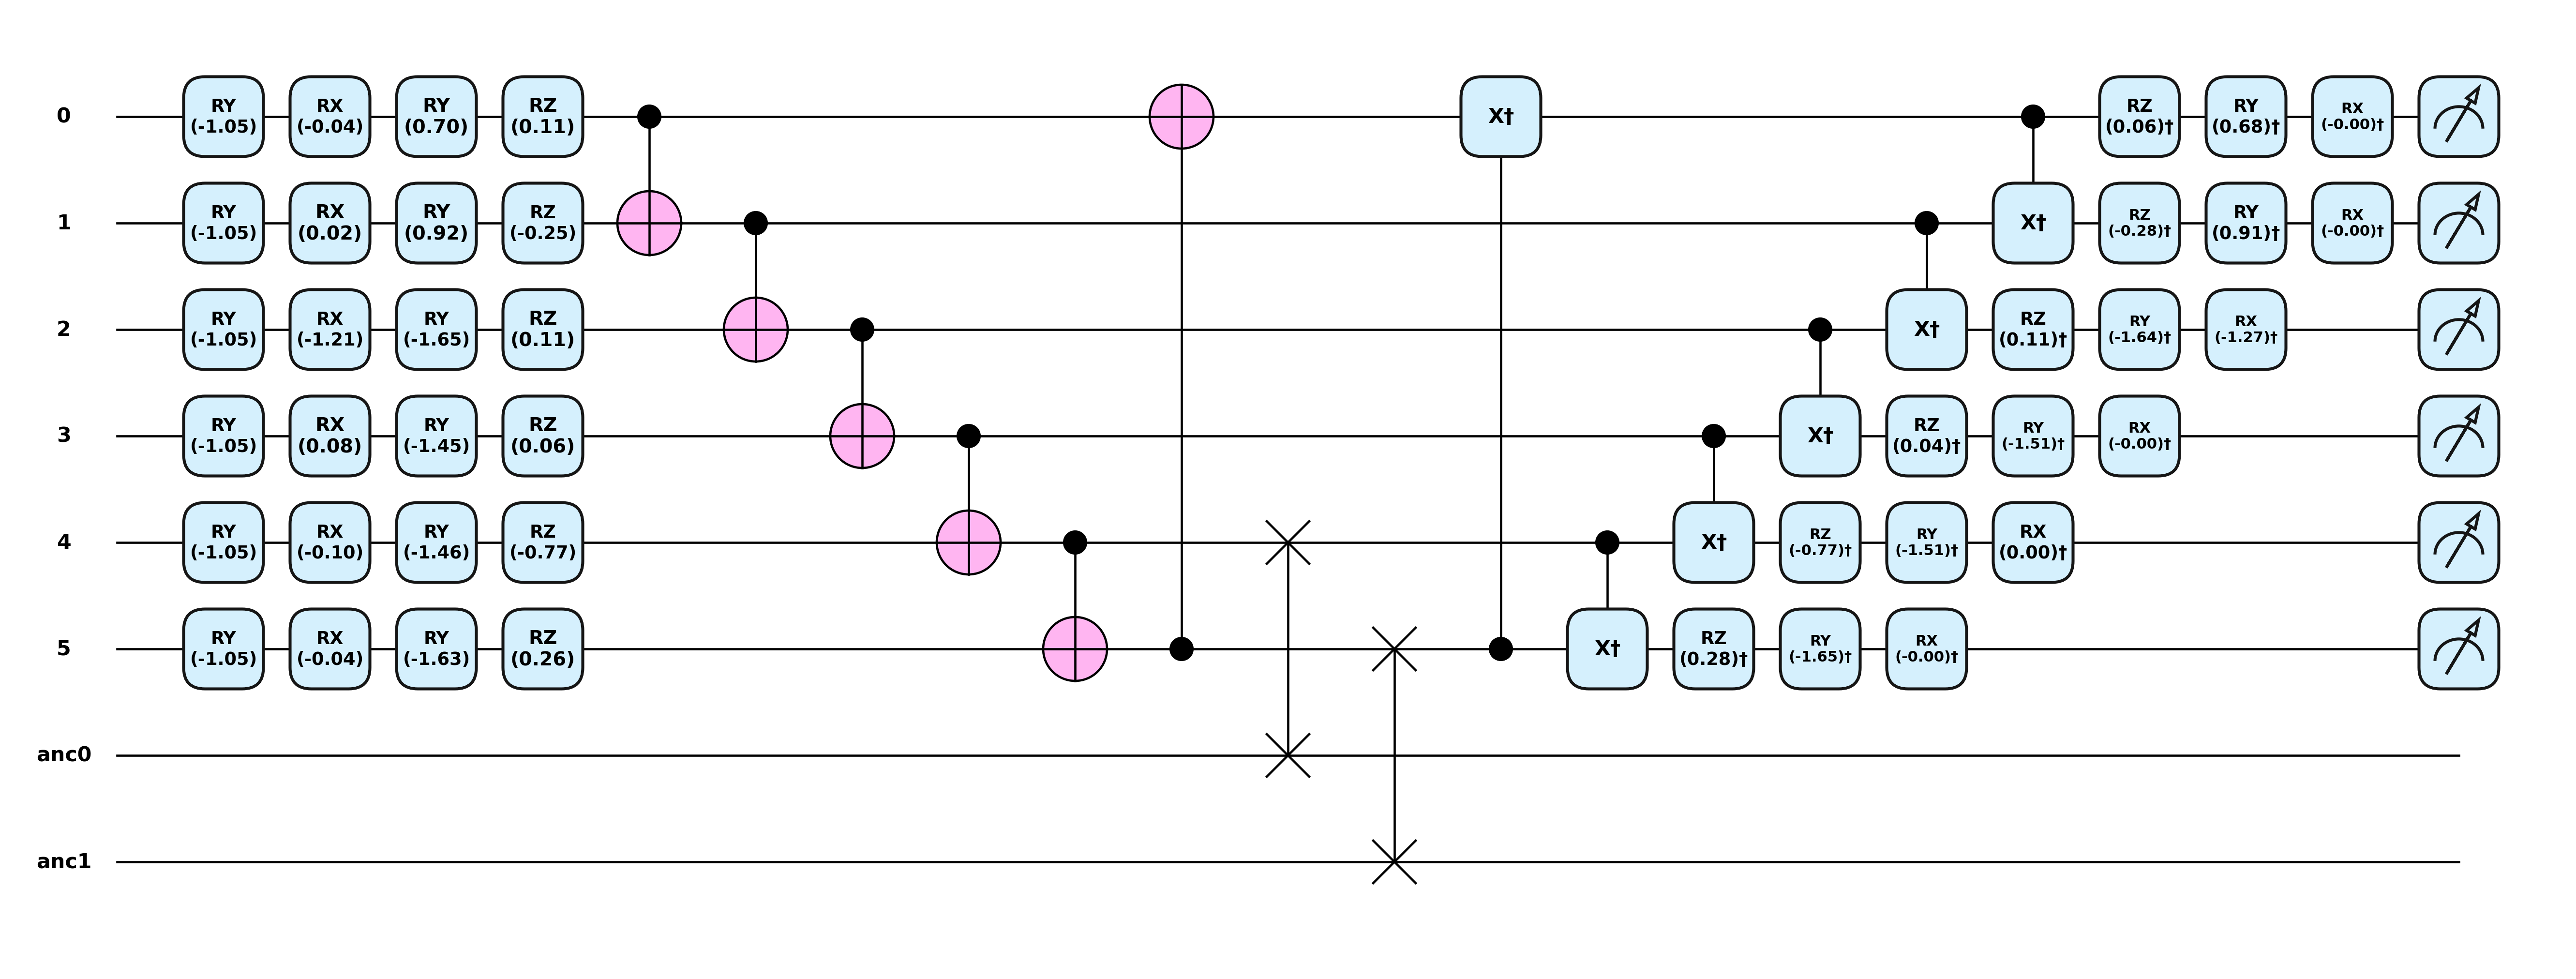 0 RY (-1.05) RX (-0.04) RY (0.70) RZ (0.11) X† RZ (0.06)† RY (0.68)† RX (-0.00)†
1 RY (-1.05) RX (0.02) RY (0.92) RZ (-0.25) X† RZ (-0.28)† RY (0.91)† RX (-0.00)†
2 RY (-1.05) RX (-1.21) RY (-1.65) RZ (0.11) X† RZ (0.11)† RY (-1.64)† RX (-1.27)†
3 RY (-1.05) RX (0.08) RY (-1.45) RZ (0.06) X† RZ (0.04)† RY (-1.51)† RX (-0.00)†
4 RY (-1.05) RX (-0.10) RY (-1.46) RZ (-0.77) X† RZ (-0.77)† RY (-1.51)† RX (0.00)†
5 RY (-1.05) RX (-0.04) RY (-1.63) RZ (0.26) X† RZ (0.28)† RY (-1.65)† RX (-0.00)†
anc0
anc1